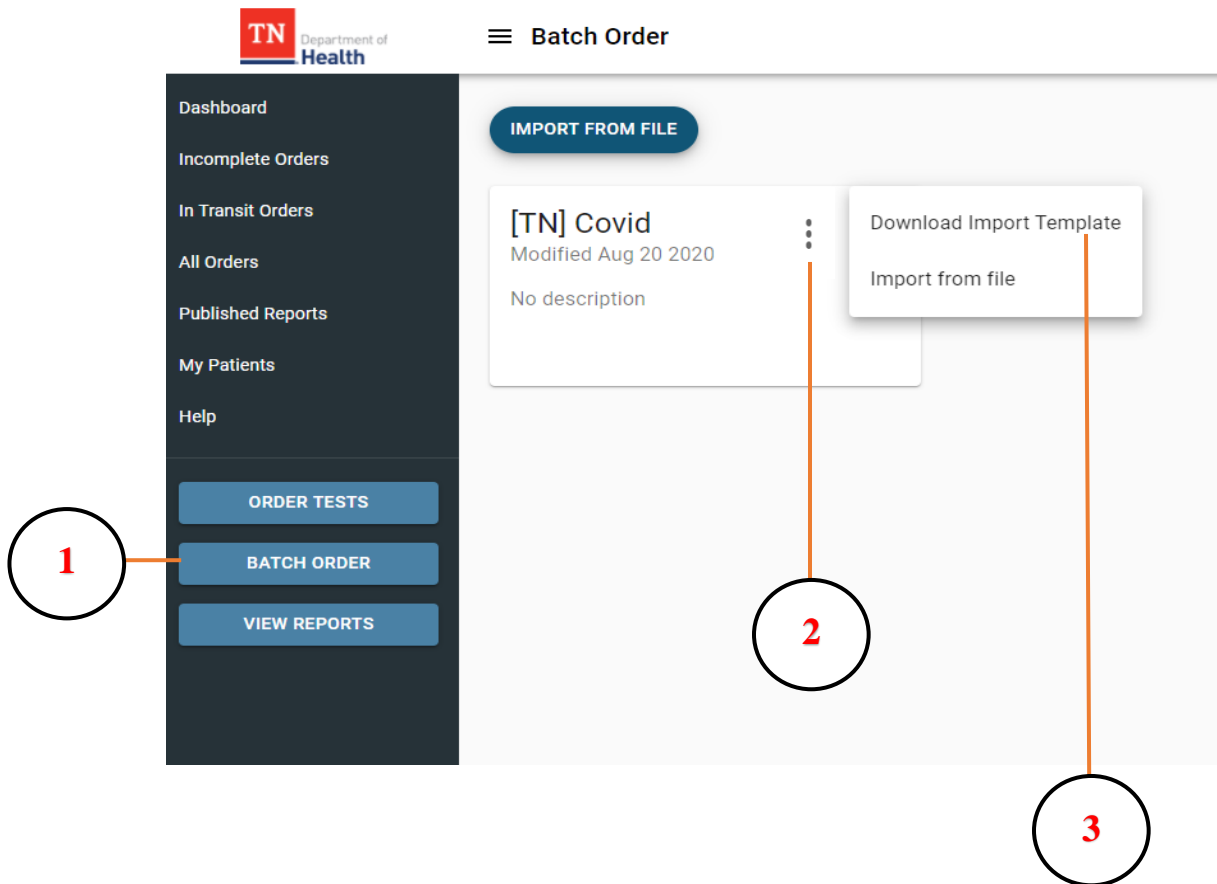 TN
Department of
Health
Batch Order
Dashboard
Incomplete Orders
In Transit Orders
All Orders
Published Reports
My Patients
Help
ORDER TESTS
BATCH ORDER
VIEW REPORTS
IMPORT FROM FILE
[TN] Covid
Modified Aug 20 2020
No description
Download Import Template
Import from file
1
2
3